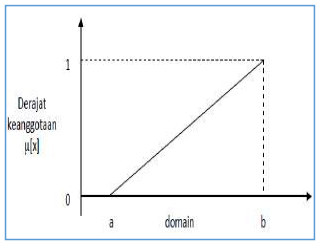 1
Derajat
keanggotaan
μ[x]
0
a domain b